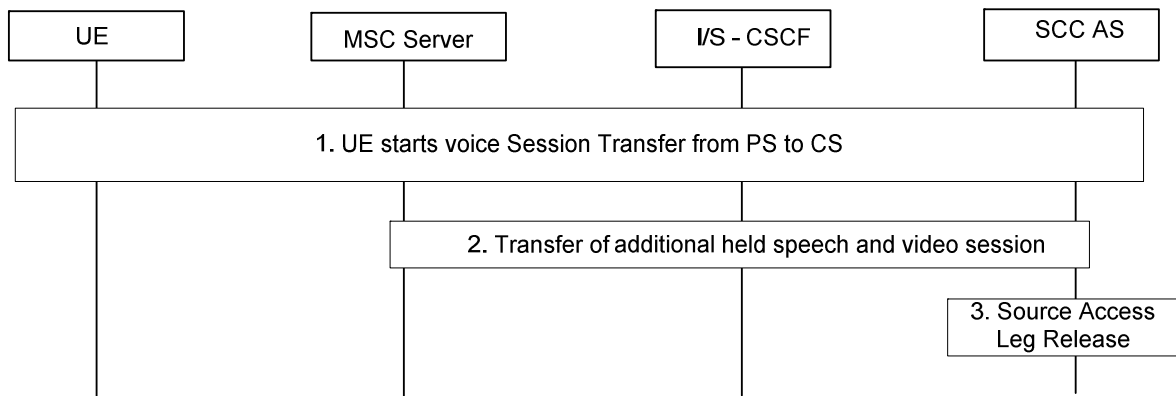 UE
MSC Server
I/S - CSCF
SCC AS
1. UE starts voice Session Transfer from PS to CS
2. Transfer of additional held speech and video session
3. Source Access
Leg Release